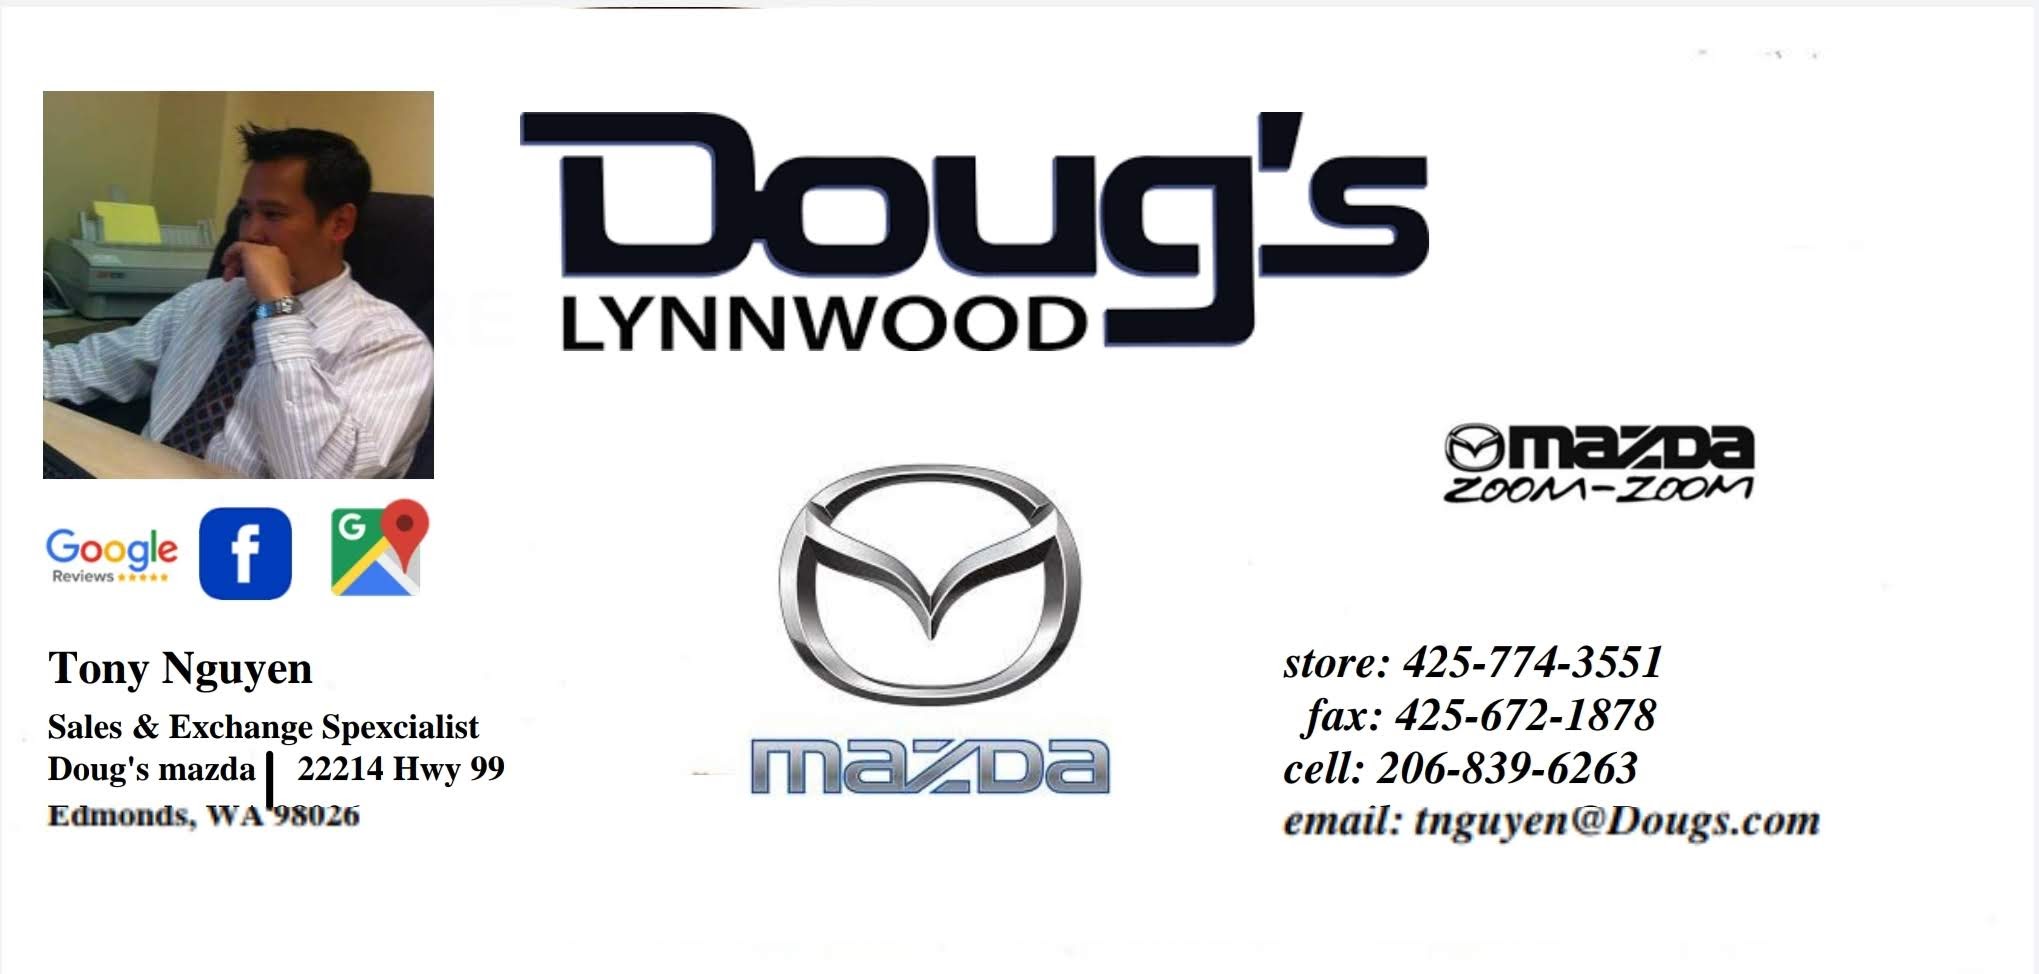 Doug's
LYNNWOOD
mazda
ZOOM-ZOOM
Google
Reviews
f
G
mazda
Tony Nguyen
Sales & Exchange Spexcialist
Doug's mazda | 22214 Hwy 99
Edmonds, WA 98026
store: 425-774-3551
fax: 425-672-1878
cell: 206-839-6263
email: tnguyen@Dougs.com